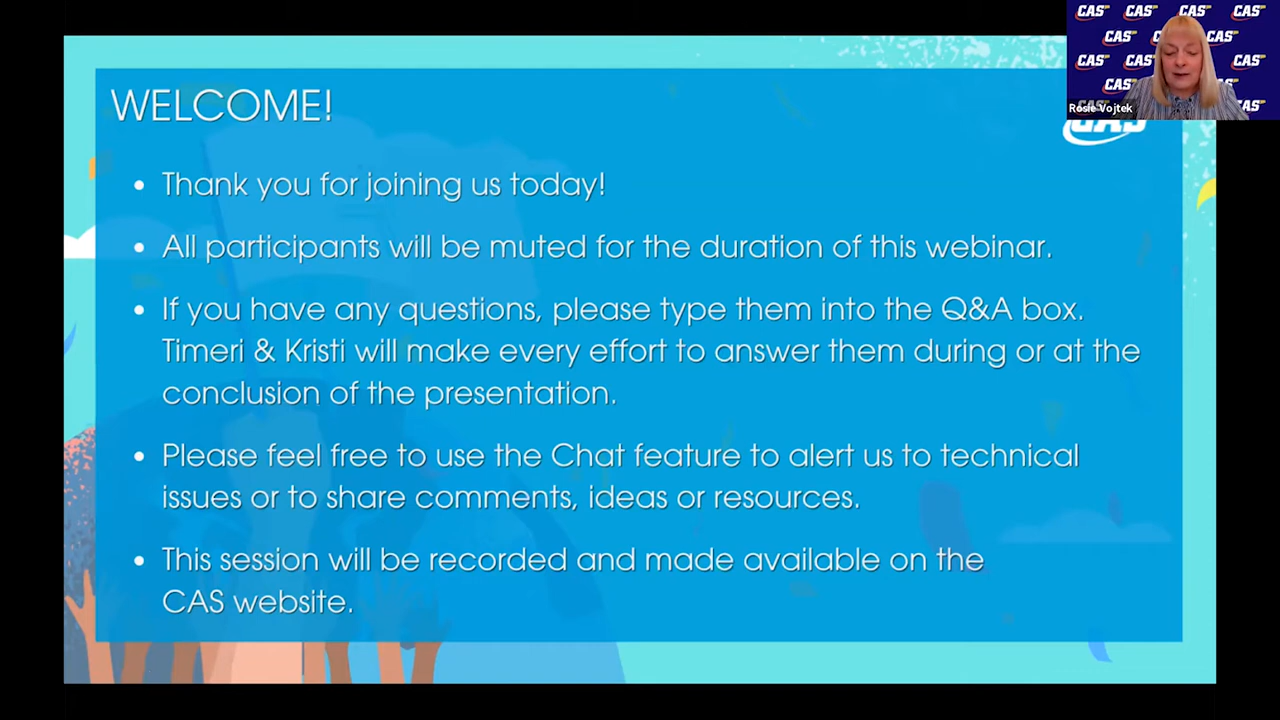 WELCOME!
• Thank you for joining us today!
• All participants will be muted for the duration of this webinar.
• If you have any questions, please type them into the Q&A box.
Timeri & Kristi will make every effort to answer them during or at the
conclusion of the presentation.
• Please feel free to use the Chat feature to alert us to technical
issues or to share comments, ideas or resources.
• This session will be recorded and made available on the
CAS website.
CAS CAS CAS CAS
CAS CAS
CAS CAS CAS
CAS
Rosie Vojtek
CAS